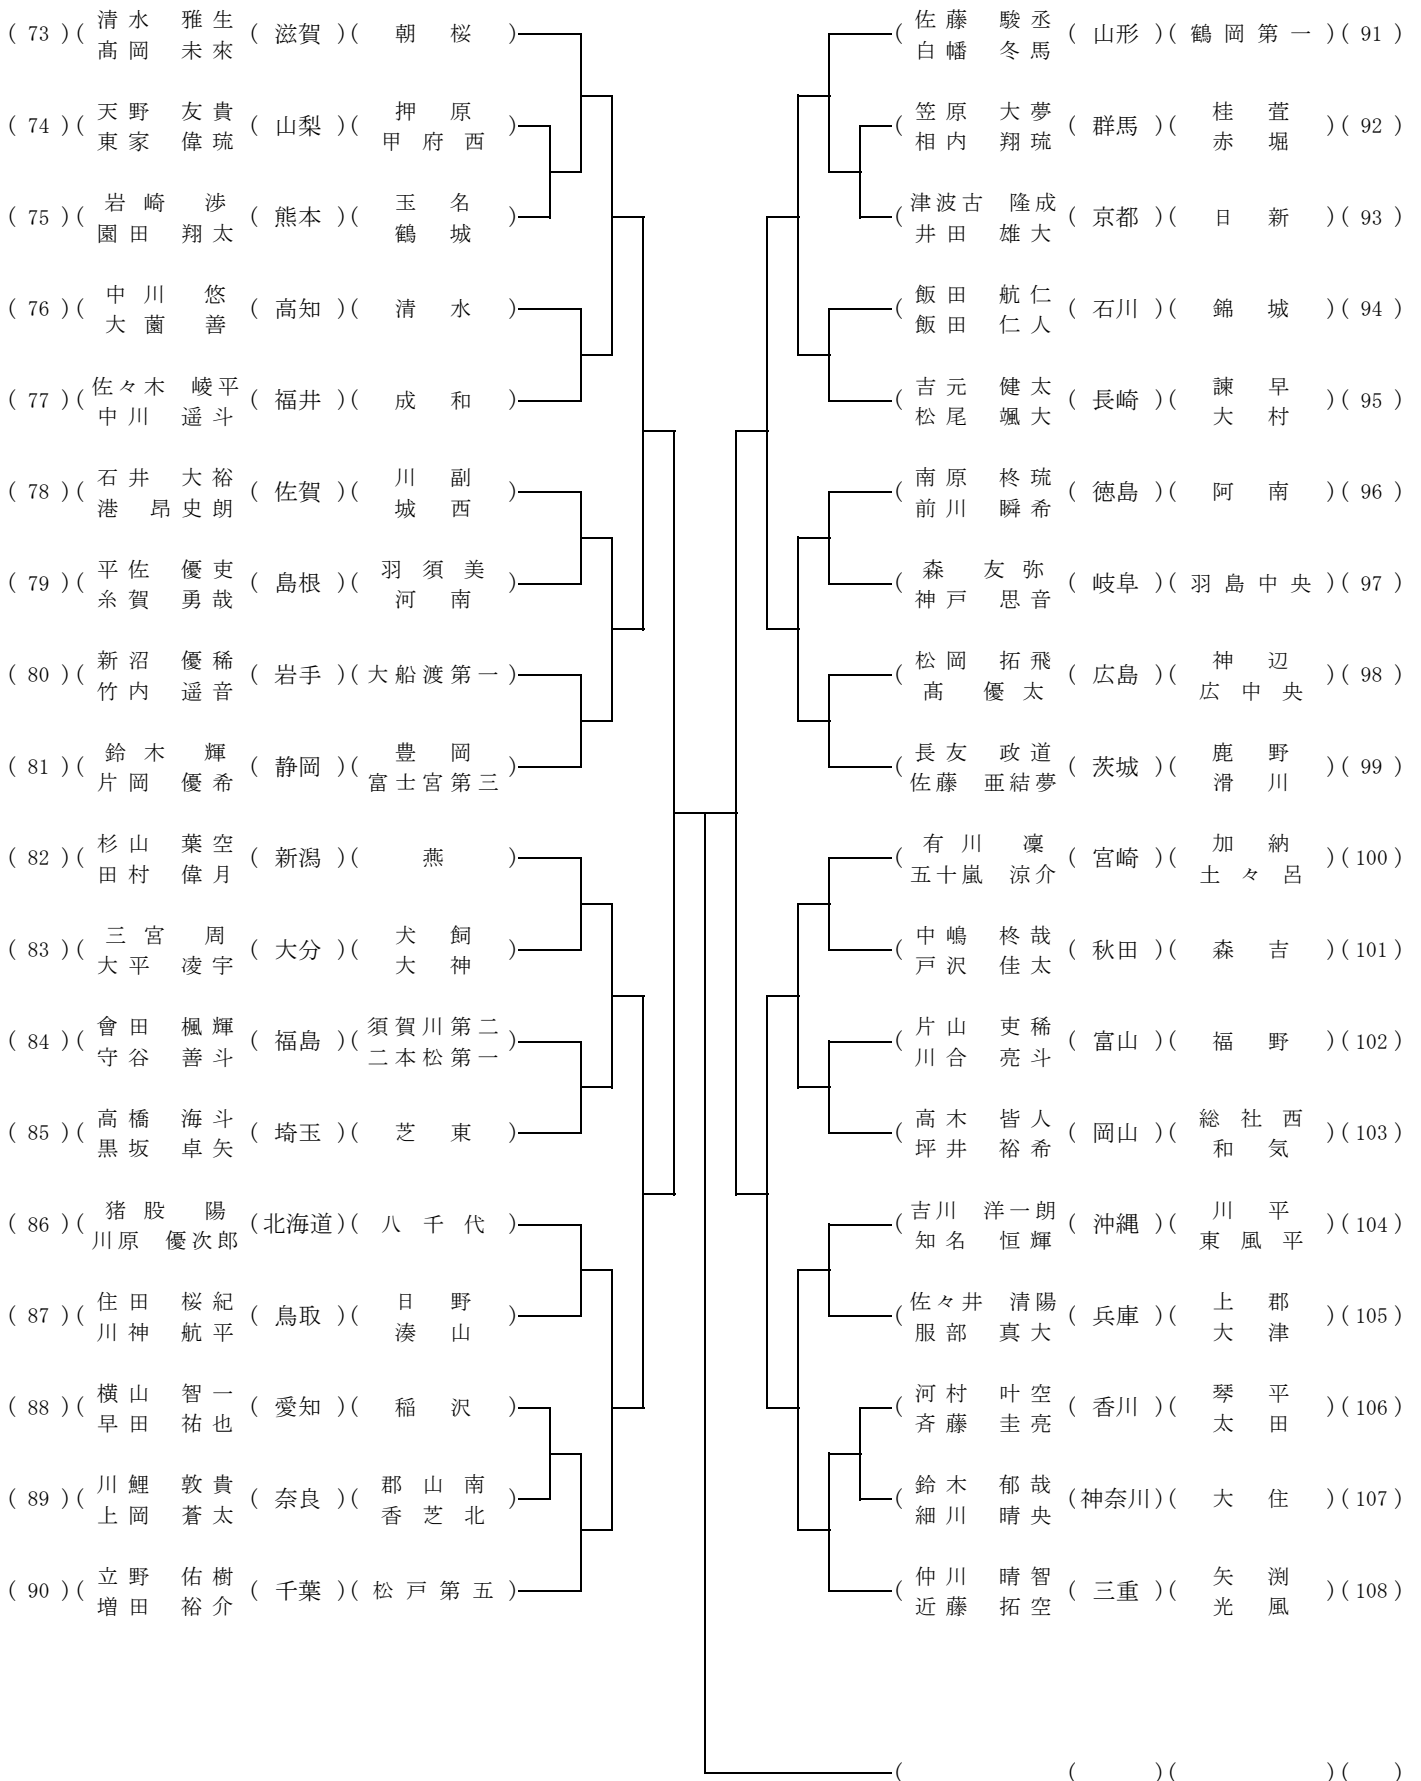 ( 73 ) ( 清水 雅生 ( 滋賀 ) ( 朝桜 )
髙岡 未來
( 74 ) ( 天野 友貴 ( 山梨 ) ( 押原 )
東家 偉琉 甲府西
( 75 ) ( 岩崎 渉 ( 熊本 ) ( 玉名 )
園田 翔太 鶴城
( 76 ) ( 中川 悠 ( 高知 ) ( 清水 )
大薗 善
( 77 ) ( 佐々木 崚平 ( 福井 ) ( 成和 )
中川 遥斗
( 78 ) ( 石井 大裕 ( 佐賀 ) ( 川副 )
港 昂史朗 城西
( 79 ) ( 平佐 優吏 ( 島根 ) ( 羽須美 )
糸賀 勇哉 河南
( 80 ) ( 新沼 優稀 ( 岩手 ) ( 大船渡第一 )
竹内 遥音
( 81 ) ( 鈴木 輝 ( 静岡 ) ( 豊岡 )
片岡 優希 富士宮第三
( 82 ) ( 杉山 葉空 ( 新潟 ) ( 燕 )
田村 偉月
( 83 ) ( 三宮 周 ( 大分 ) ( 犬飼 )
大平 凌宇 大神
( 84 ) ( 會田 楓輝 ( 福島 ) ( 須賀川第二 )
守谷 善斗 二本松第一
( 85 ) ( 高橋 海斗 ( 埼玉 ) ( 芝東 )
黒坂 卓矢
( 86 ) ( 猪股 陽 ( 北海道 ) ( 八千代 )
川原 優次郎
( 87 ) ( 住田 桜紀 ( 鳥取 ) ( 日野 )
川神 航平 湊山
( 88 ) ( 横山 智一 ( 愛知 ) ( 稲沢 )
早田 祐也
( 89 ) ( 川鯉 敦貴 ( 奈良 ) ( 郡山南 )
上岡 蒼太 香芝北
( 90 ) ( 立野 佑樹 ( 千葉 ) ( 松戸第五 )
増田 裕介
( 佐藤 駿丞 ( 山形 ) ( 鶴岡第一 ) ( 91 )
白幡 冬馬
( 笠原 大夢 ( 群馬 ) ( 桂萱 ) ( 92 )
相内 翔琉 赤堀
( 津波古 隆成 ( 京都 ) ( 日新 ) ( 93 )
井田 雄大
( 飯田 航仁 ( 石川 ) ( 錦城 ) ( 94 )
飯田 仁人
( 吉元 健太 ( 長崎 ) ( 諫早 ) ( 95 )
松尾 颯大 大村
( 南原 柊琉 ( 徳島 ) ( 阿南 ) ( 96 )
前川 瞬希
( 森 友弥 ( 岐阜 ) ( 羽島中央 ) ( 97 )
神戸 思音
( 松岡 拓飛 ( 広島 ) ( 神辺 ) ( 98 )
髙 優太 広中央
( 長友 政道 ( 茨城 ) ( 鹿野 ) ( 99 )
佐藤 亜結夢 滑川
( 有川 凜 ( 宮崎 ) ( 加納 ) ( 100 )
五十嵐 涼介 土々呂
( 中嶋 柊哉 ( 秋田 ) ( 森吉 ) ( 101 )
戸沢 佳太
( 片山 吏稀 ( 富山 ) ( 福野 ) ( 102 )
川合 亮斗
( 高木 皆人 ( 岡山 ) ( 総社西 ) ( 103 )
坪井 裕希 和気
( 吉川 洋一朗 ( 沖縄 ) ( 川平 ) ( 104 )
知名 恒輝 東風平
( 佐々井 清陽 ( 兵庫 ) ( 上郡 ) ( 105 )
服部 真大 大津
( 河村 叶空 ( 香川 ) ( 琴平 ) ( 106 )
斉藤 圭亮 太田
( 鈴木 郁哉 ( 神奈川 ) ( 大住 ) ( 107 )
細川 晴央
( 仲川 晴智 ( 三重 ) ( 矢渕 ) ( 108 )
近藤 拓空 光風
( ( ) ( ) ( )